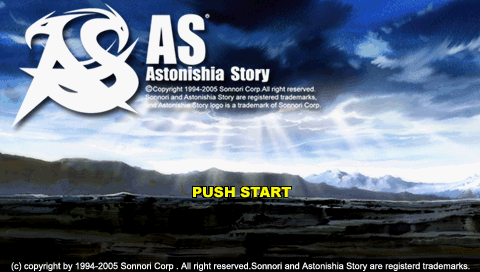 AS
AS®
Astonishia Story
©Copyright 1994-2005 Sonnori Corp.All right reserved
Sonnori and Astonishia Story are registered trademarks,
and Astonishia Story logo is a trademark of Sonnori Corp.
PUSH START
(c) copyright by 1994-2005 Sonnori Corp . All right reserved.Sonnori and Astonishia Story are registerd trademarks.